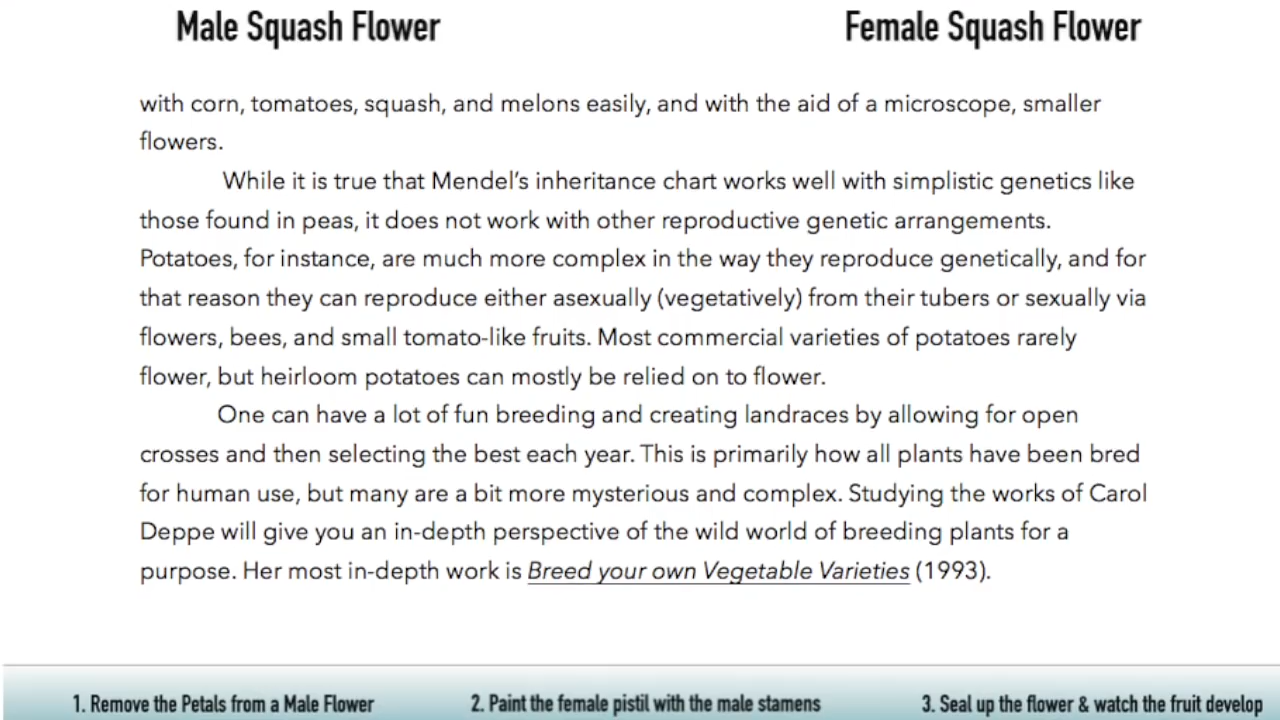 Male Squash Flower
Female Squash Flower
with corn, tomatoes, squash, and melons easily, and with the aid of a microscope, smaller
flowers.
While it is true that Mendel’s inheritance chart works well with simplistic genetics like
those found in peas, it does not work with other reproductive genetic arrangements.
Potatoes, for instance, are much more complex in the way they reproduce genetically, and for
that reason they can reproduce either asexually (vegetatively) from their tubers or sexually via
flowers, bees, and small tomato-like fruits. Most commercial varieties of potatoes rarely
flower, but heirloom potatoes can mostly be relied on to flower.
One can have a lot of fun breeding and creating landraces by allowing for open
crosses and then selecting the best each year. This is primarily how all plants have been bred
for human use, but many are a bit more mysterious and complex. Studying the works of Carol
Deppe will give you an in-depth perspective of the wild world of breeding plants for a
purpose. Her most in-depth work is Breed your own Vegetable Varieties (1993).
1. Remove the Petals from a Male Flower
2. Paint the female pistil with the male stamens
3. Seal up the flower & watch the fruit develop